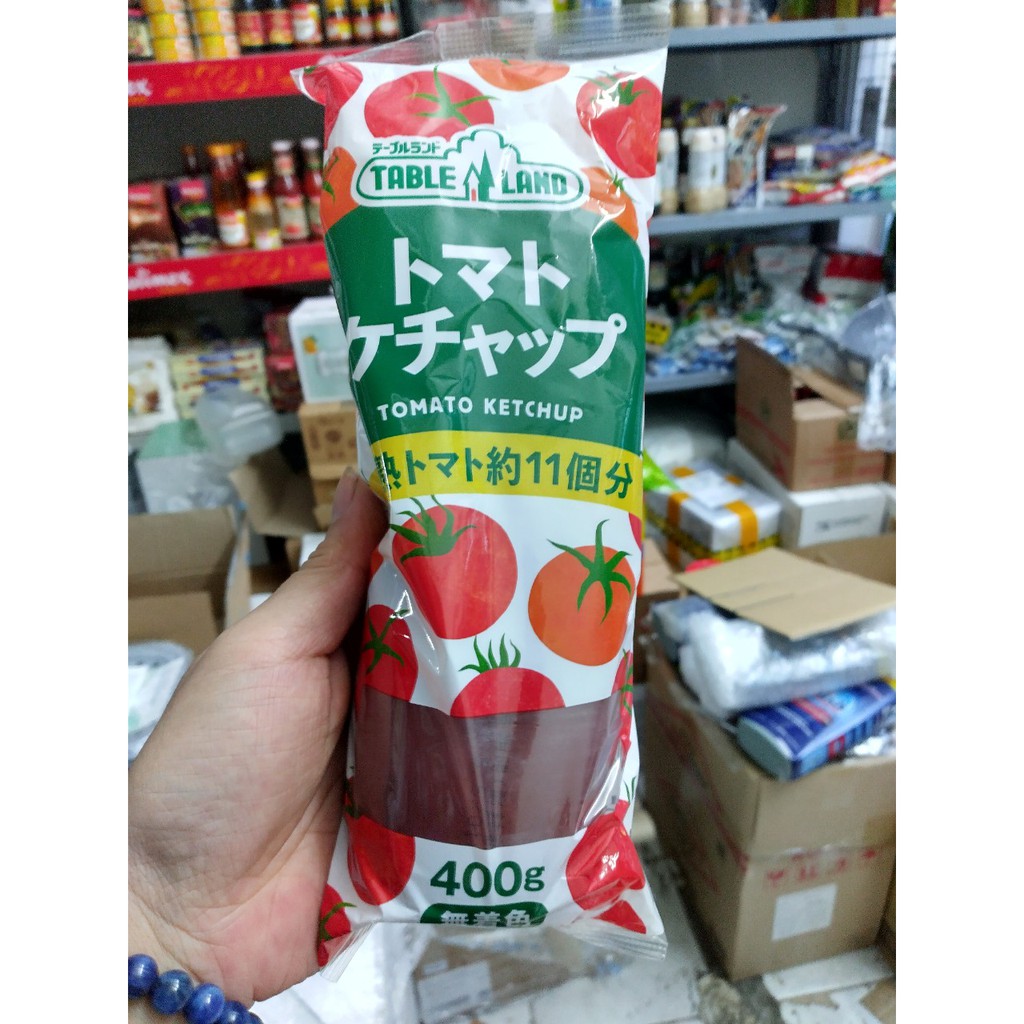 テーブルランド
TABLE LAND
トマト
ケチャップ
TOMATO KETCHUP
熟トマト約11個分
400g
無着色